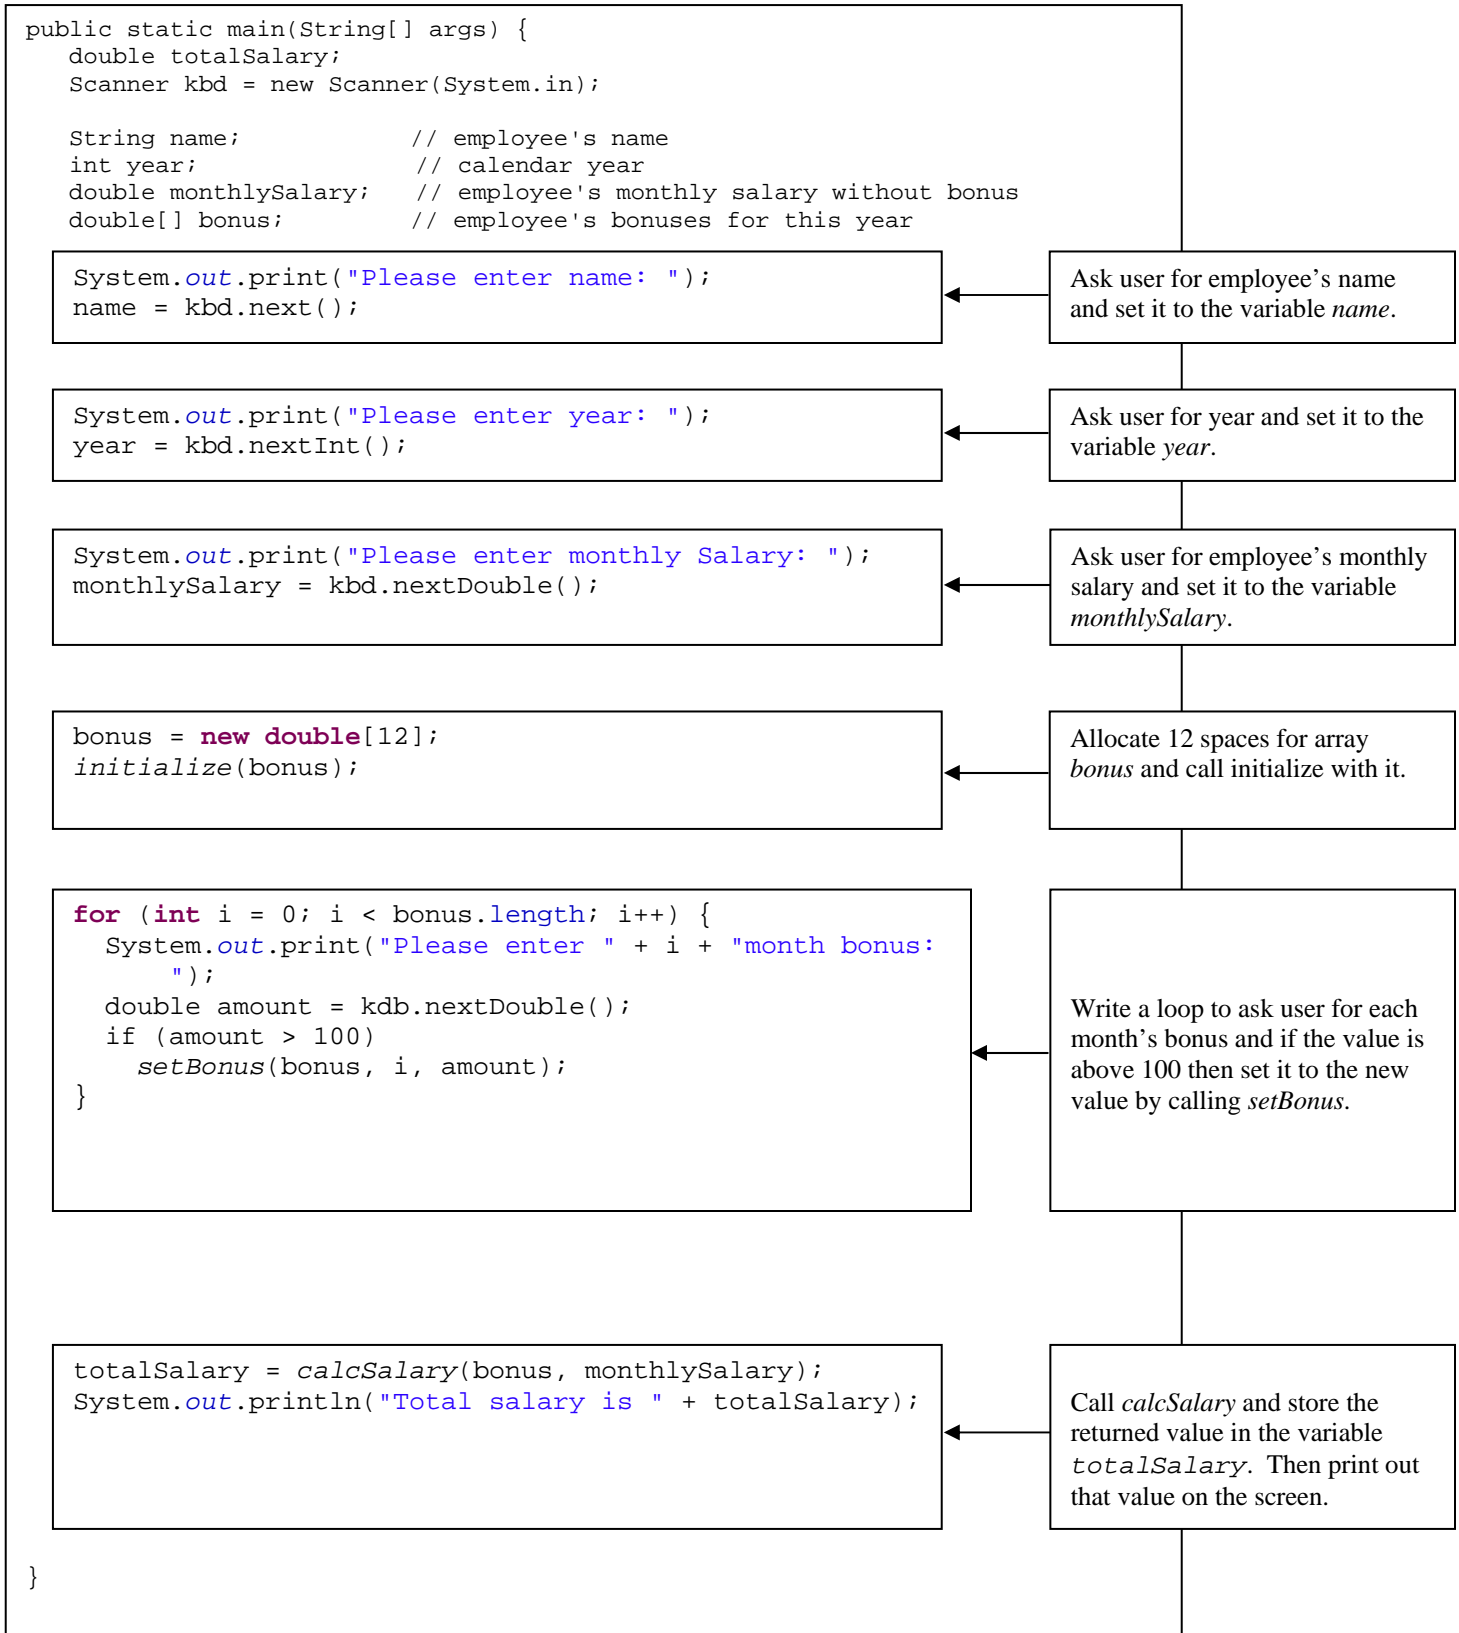 public static main(String[] args) {
double totalSalary;
Scanner kbd = new Scanner(System.in);
String name; // employee's name
int year; // calendar year
double monthlySalary; // employee's monthly salary without bonus
double[] bonus; // employee's bonuses for this year
System.out.print("Please enter name: ");
name = kbd.next();
Ask user for employee’s name
and set it to the variable name.
System.out.print("Please enter year: ");
year = kbd.nextInt();
Ask user for year and set it to the
variable year.
System.out.print("Please enter monthly Salary: ");
monthlySalary = kbd.nextDouble();
Ask user for employee’s monthly
salary and set it to the variable
monthlySalary.
bonus = new double[12];
initialize(bonus);
Allocate 12 spaces for array
bonus and call initialize with it.
for (int i = 0; i < bonus.length; i++) {
System.out.print("Please enter " + i + "month bonus:
");
double amount = kdb.nextDouble();
if (amount > 100)
setBonus(bonus, i, amount);
}
Write a loop to ask user for each
month’s bonus and if the value is
above 100 then set it to the new
value by calling setBonus.
totalSalary = calcSalary(bonus, monthlySalary);
System.out.println("Total salary is " + totalSalary);
Call calcSalary and store the
returned value in the variable
totalSalary. Then print out
that value on the screen.
}